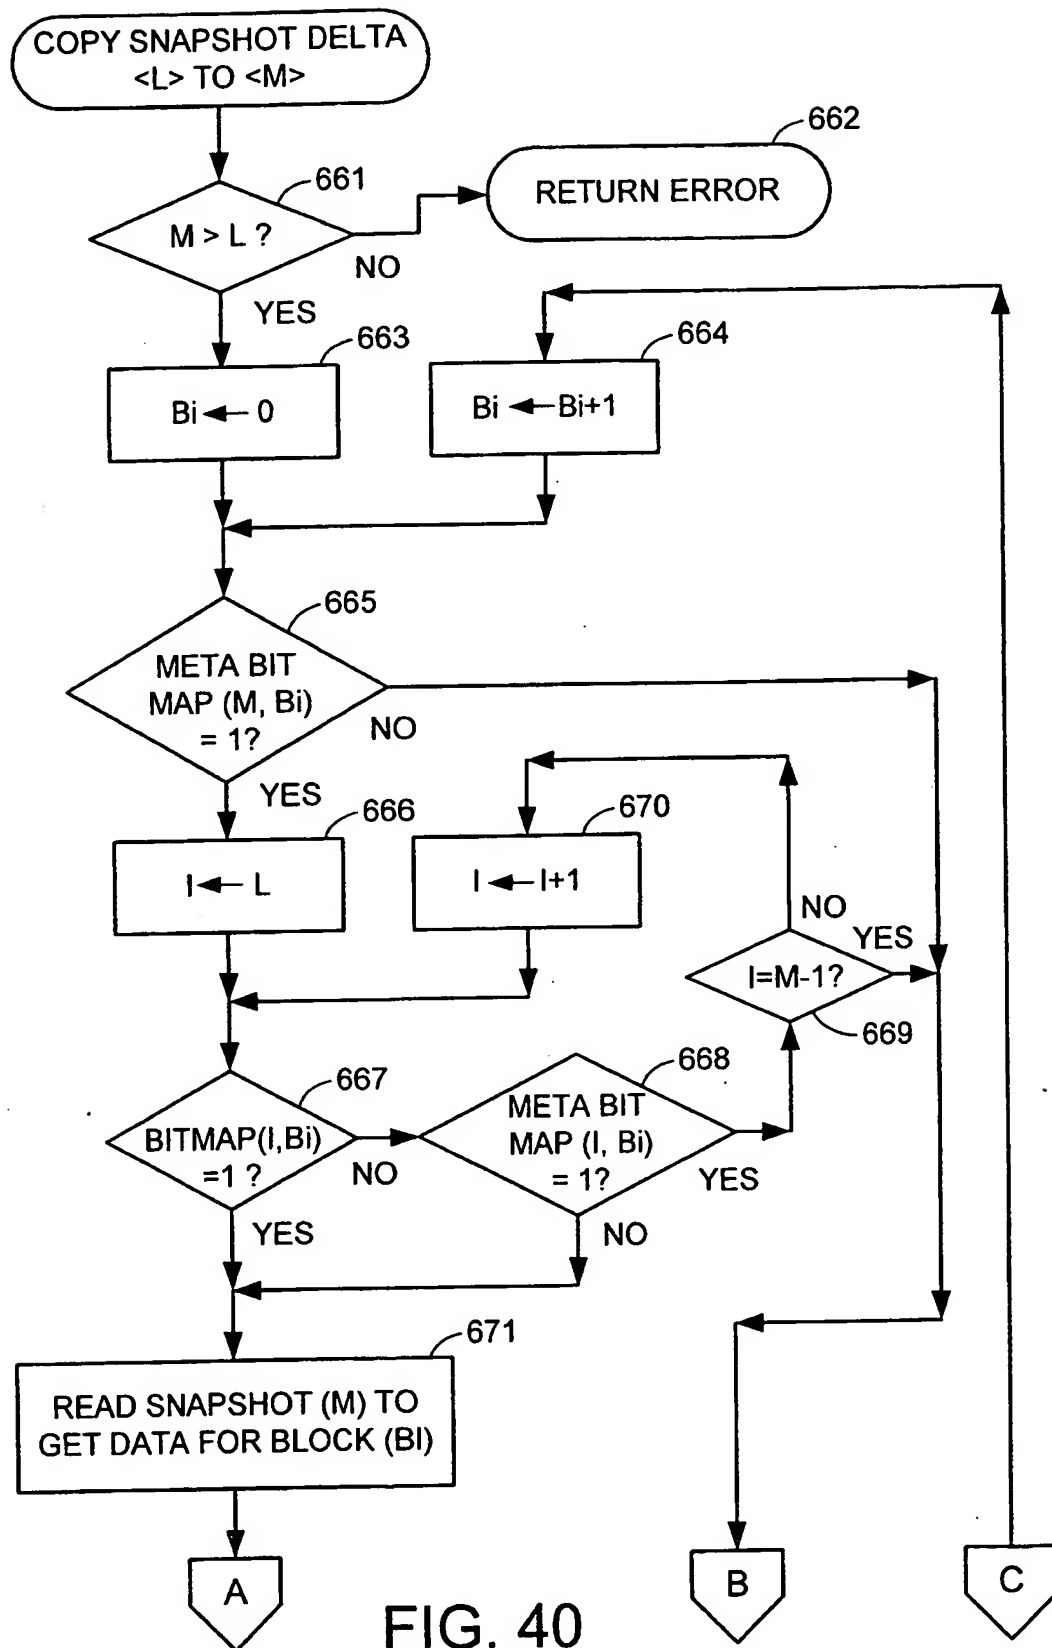 COPY SNAPSHOT DELTA
<L> TO <M>
661
M > L ?
NO
YES
662
RETURN ERROR
663
Bi ← 0
664
Bi ← Bi+1
665
META BIT
MAP (M, Bi)
= 1?
NO
YES
666
I ← L
670
I ← I+1
NO
YES
I=M-1?
669
667
BITMAP(I,Bi)
=1 ?
NO
YES
668
META BIT
MAP (I, Bi)
= 1?
YES
NO
671
READ SNAPSHOT (M) TO
GET DATA FOR BLOCK (BI)
A
B
C
FIG. 40